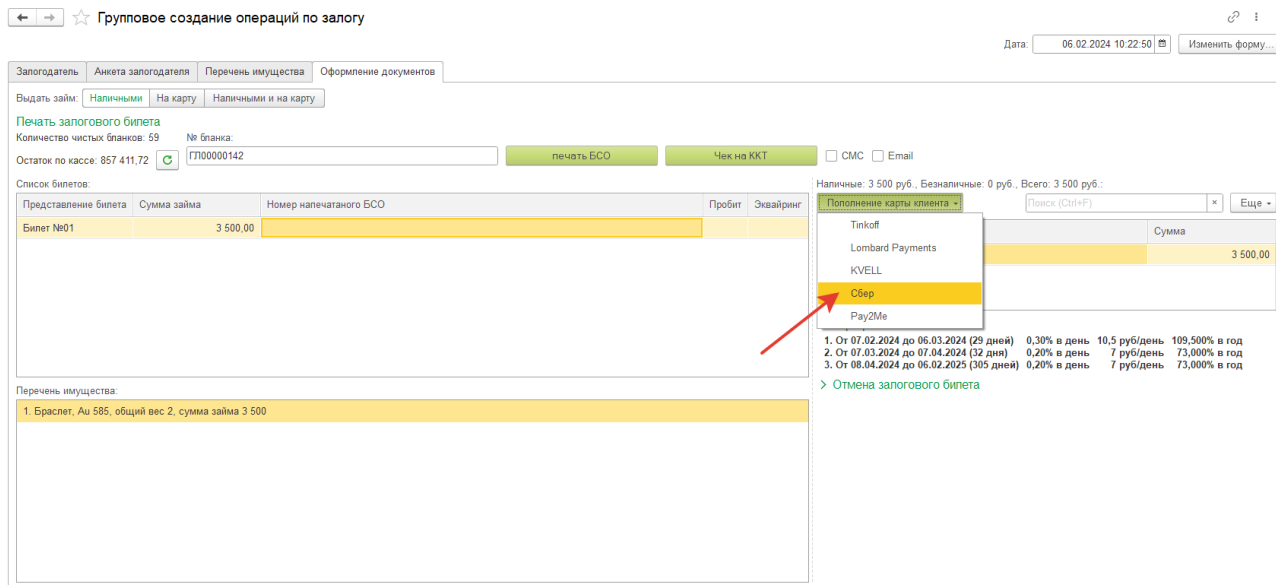 Групповое создание операций по залогу
Дата: 06.02.2024 10:22:50 Изменить форму...
Залогодатель Анкета залогодателя Перечень имущества Оформление документов
Выдать займ: Наличными На карту Наличными и на карту
Печать залогового билета
Количество чистых бланков: 59 № бланка:
Остаток по кассе: 857 411,72 ГЛ00000142 печать БСО Чек на ККТ СМС Email
Список билетов: Наличные: 3 500 руб., Безналичные: 0 руб., Всего: 3 500 руб.:
Представление билета Сумма займа Номер напечатаного БСО Пробит Эквайринг Пополнение карты клиента Поиск (Ctrl+F) × Еще
Билет №01 3 500,00 Tinkoff Сумма
Lombard Payments 3 500,00
KVELL
Сбер
Pay2Me
1. От 07.02.2024 до 06.03.2024 (29 дней) 0,30% в день 10,5 руб/день 109,500% в год
2. От 07.03.2024 до 07.04.2024 (32 дня) 0,20% в день 7 руб/день 73,000% в год
3. От 08.04.2024 до 06.02.2025 (305 дней) 0,20% в день 7 руб/день 73,000% в год
Перечень имущества: Отмена залогового билета
1. Браслет, Au 585, общий вес 2, сумма займа 3 500